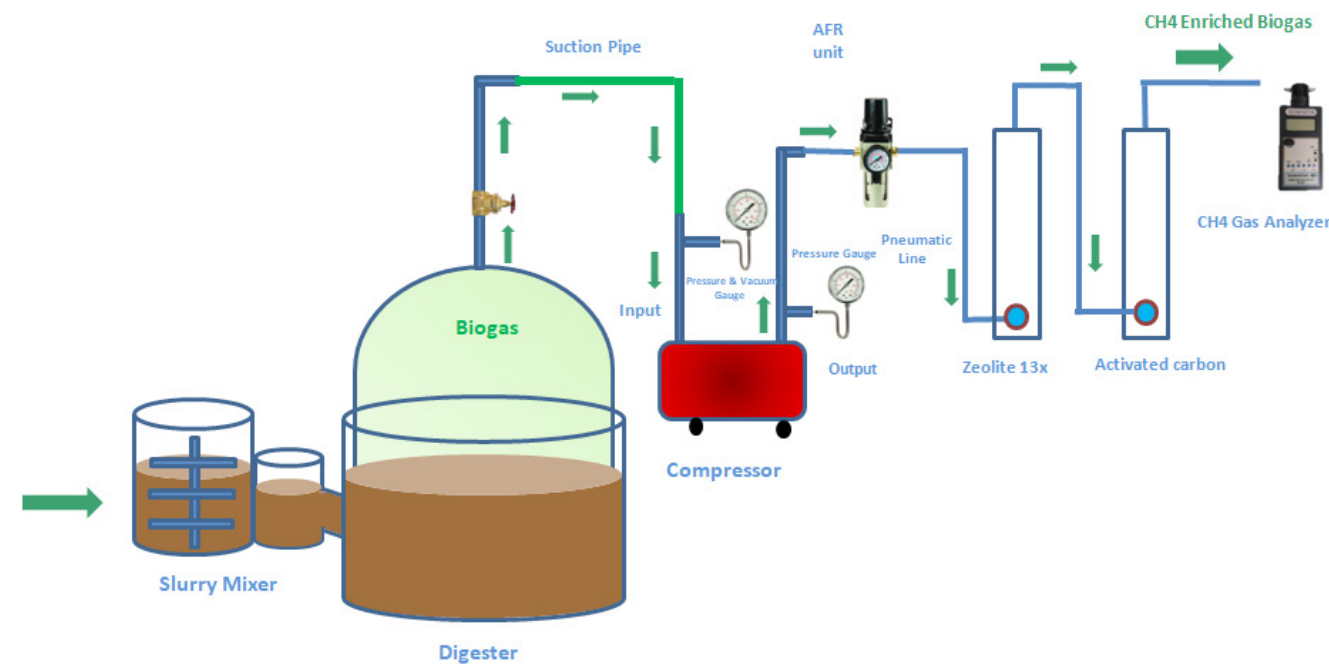 CH4 Enriched Biogas
AFR
unit
Suction Pipe
CH4 Gas Analyzer
Pneumatic
Line
Pressure Gauge
Pressure & Vacuum
Gauge
Input
Biogas
Output
Zeolite 13x
Activated carbon
Compressor
Slurry Mixer
Digester